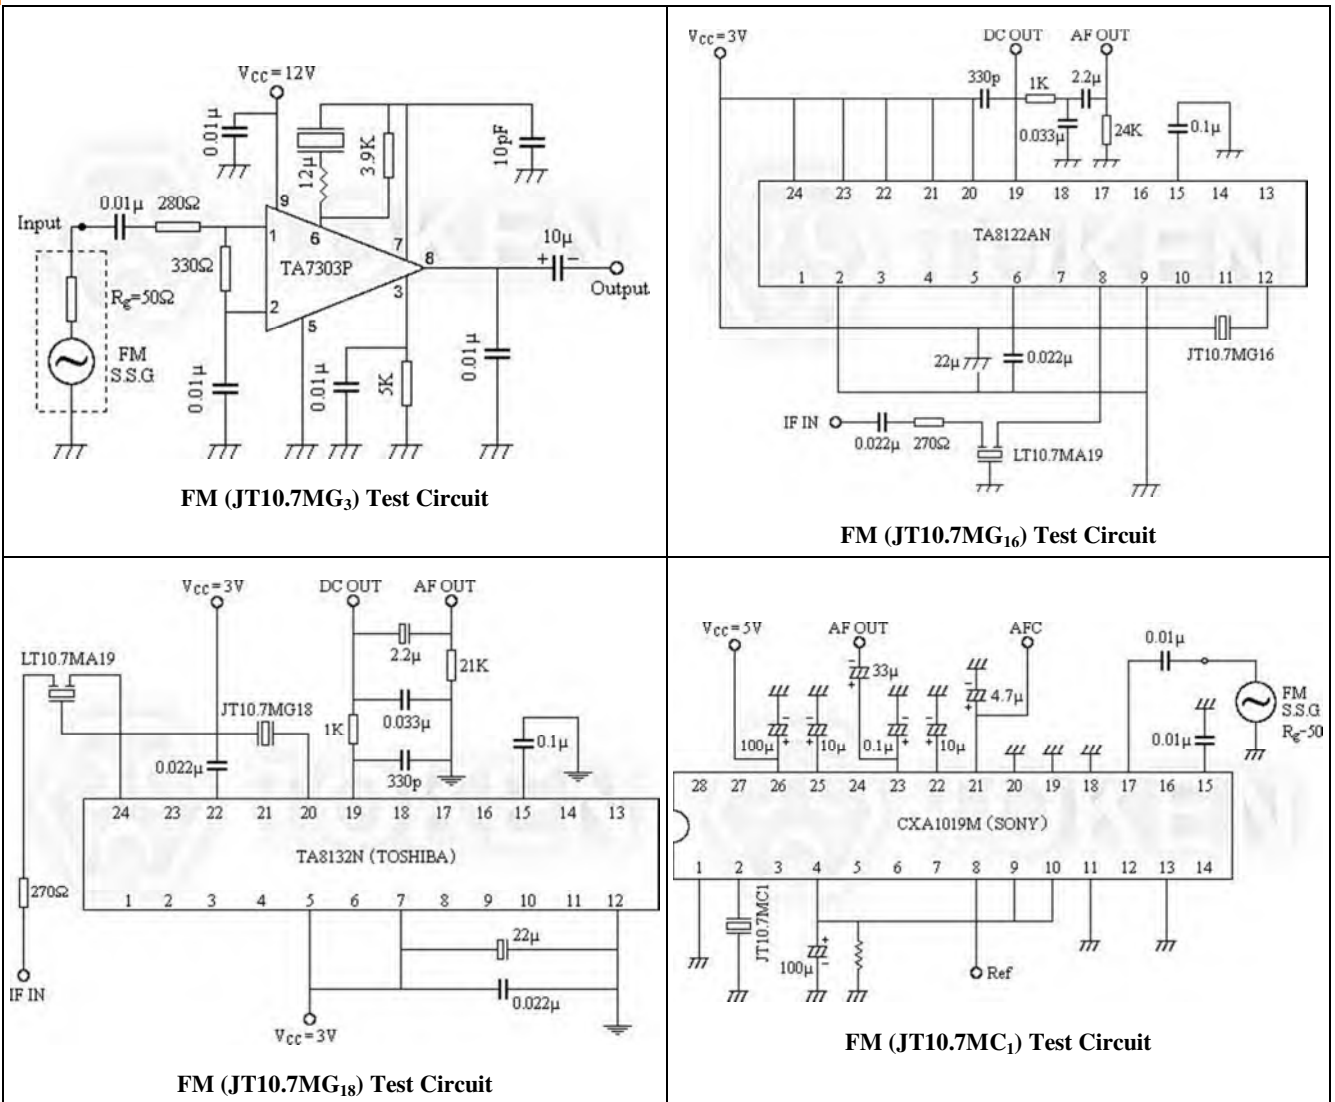 Vcc=12V
0.01μ
12μ
3.9K
10pF
Input
0.01μ
280Ω
9
1
6
7
8
10μ
+
−
330Ω
TA7303P
Rg=50Ω
2
3
5
Output
FM
S.S.G
0.01μ
0.01μ
5K
0.01μ
FM (JT10.7MG3) Test Circuit
Vcc=3V
DC OUT
AF OUT
330p
1K
2.2μ
0.033μ
24K
0.1μ
24 23 22 21 20 19 18 17 16 15 14 13
TA8122AN
1 2 3 4 5 6 7 8 9 10 11 12
22μ
0.022μ
JT10.7MG16
IF IN
0.022μ
270Ω
LT10.7MA19
FM (JT10.7MG16) Test Circuit
Vcc=3V
DC OUT
AF OUT
LT10.7MA19
2.2μ
21K
JT10.7MG18
1K
0.033μ
0.1μ
0.022μ
330p
24 23 22 21 20 19 18 17 16 15 14 13
TA8132N (TOSHIBA)
270Ω
1 2 3 4 5 6 7 8 9 10 11 12
22μ
IF IN
0.022μ
Vcc=3V
FM (JT10.7MG18) Test Circuit
Vcc=5V
AF OUT
AFC
0.01μ
33μ
4.7μ
FM
S.S.G
Rg-50
100μ
10μ
0.1μ
10μ
0.01μ
28 27 26 25 24 23 22 21 20 19 18 17 16 15
CXA1019M (SONY)
1 2 3 4 5 6 7 8 9 10 11 12 13 14
JT10.7MC1
100μ
Ref
FM (JT10.7MC1) Test Circuit